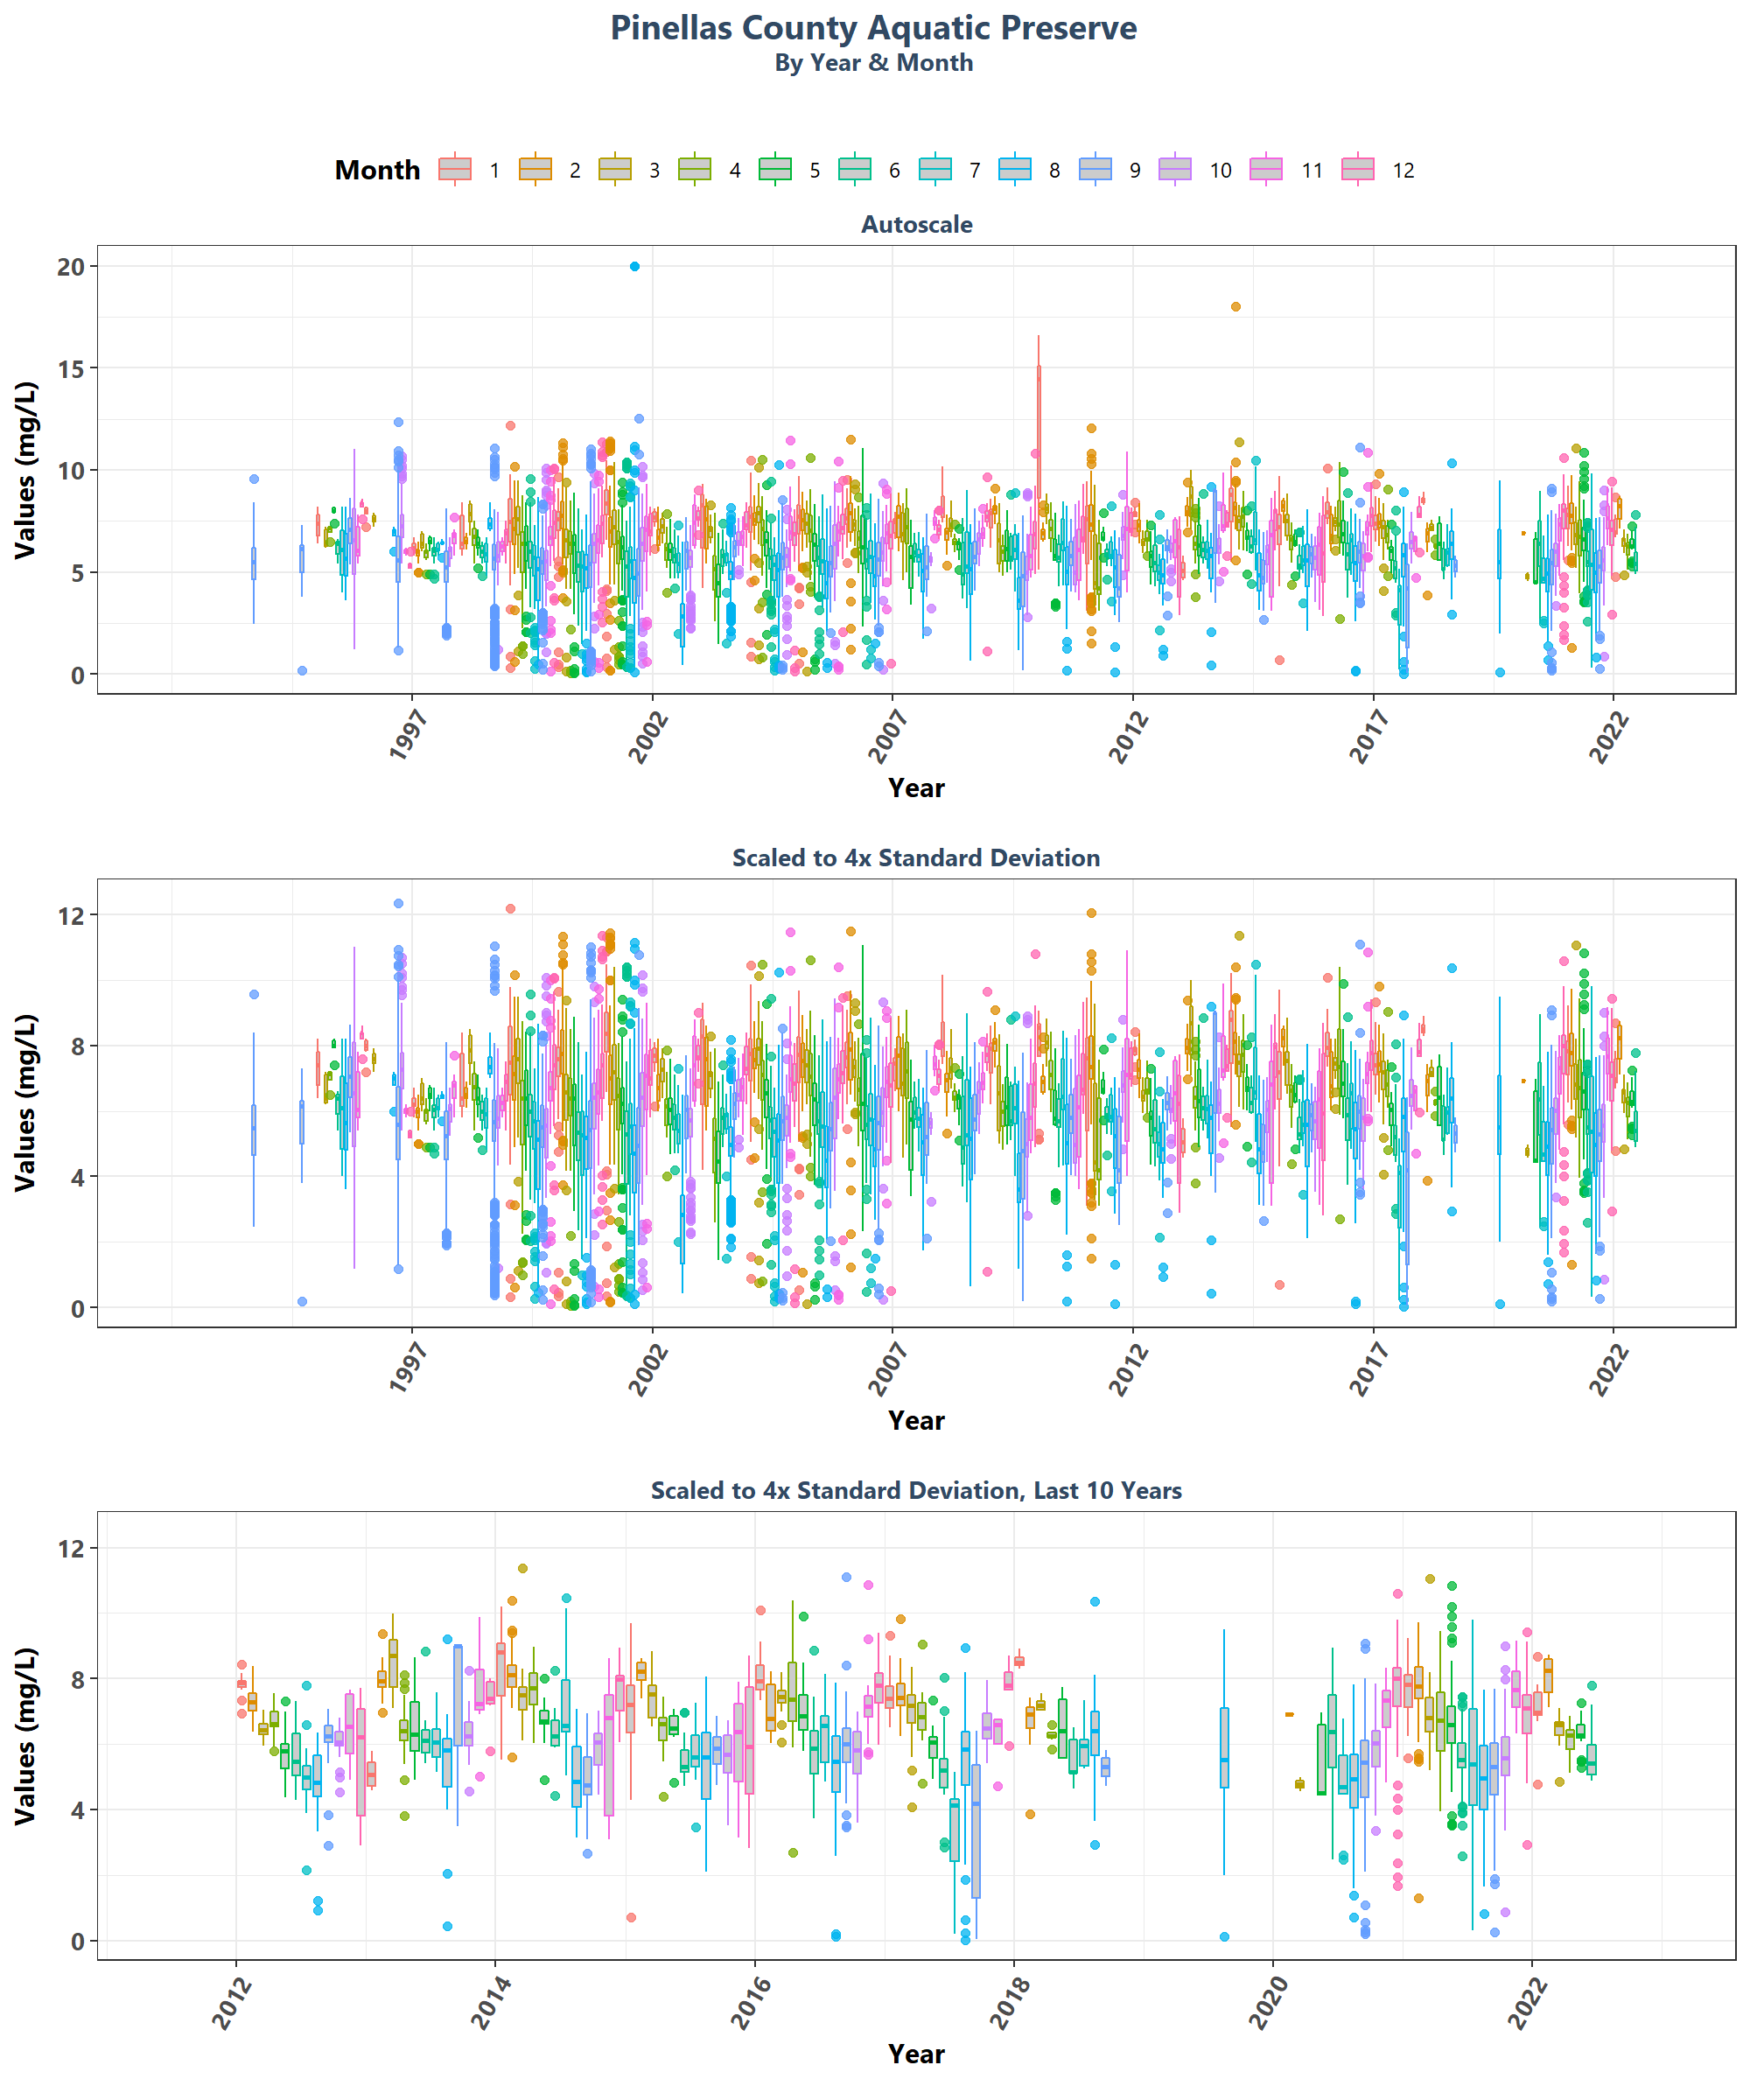 Pinellas County Aquatic Preserve
By Year & Month
Month 1 2 3 4 5 6 7 8 9 10 11 12
Autoscale
Values (mg/L)
20
15
10
5
0
1997 2002 2007 2012 2017 2022
Year
Scaled to 4x Standard Deviation
Values (mg/L)
12
8
4
0
1997 2002 2007 2012 2017 2022
Year
Scaled to 4x Standard Deviation, Last 10 Years
Values (mg/L)
12
8
4
0
2012 2014 2016 2018 2020 2022
Year